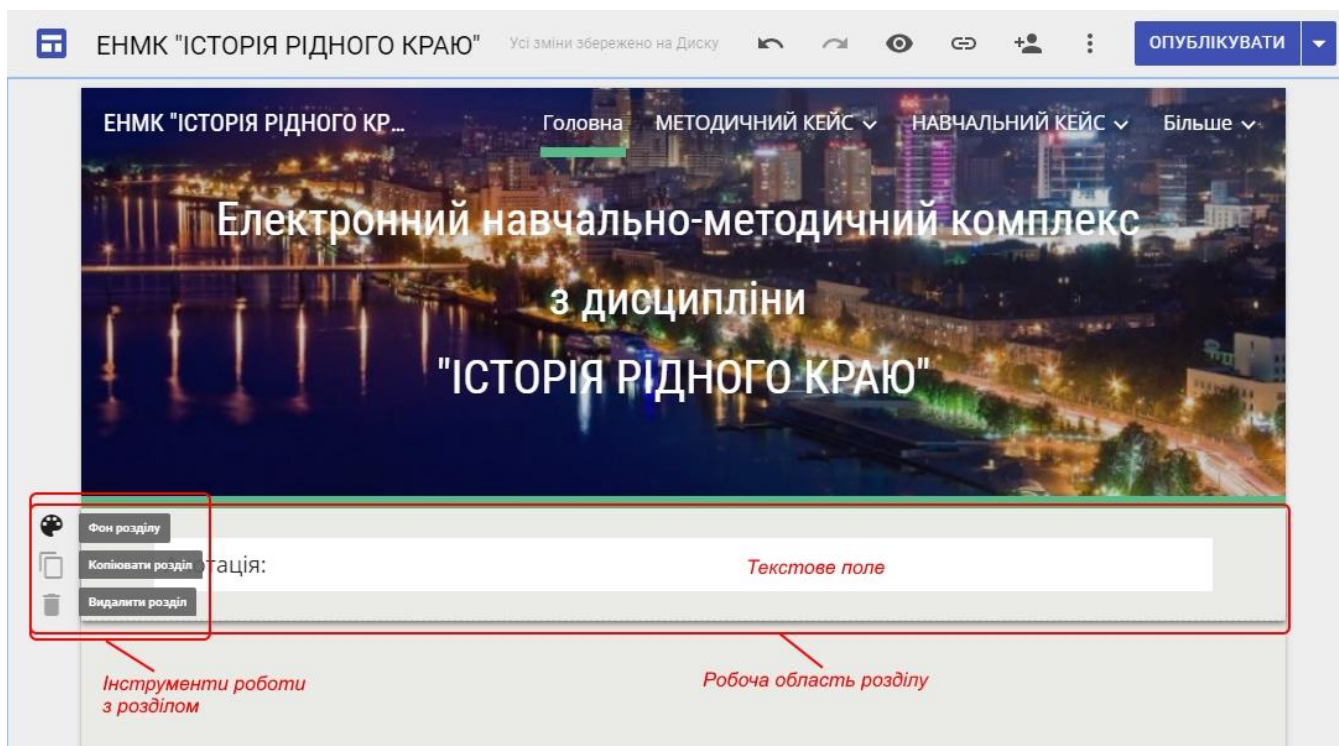 ЕНМК "ІСТОРІЯ РІДНОГО КРАЮ" Усі зміни збережено на Диску ОПУБЛІКУВАТИ
ЕНМК "ІСТОРІЯ РІДНОГО КР... Головна МЕТОДИЧНИЙ КЕЙС НАВЧАЛЬНИЙ КЕЙС Більше
Електронний навчально-методичний комплекс
з дисципліни
"ІСТОРІЯ РІДНОГО КРАЮ"
Фон розділу
Копіювати розділ тація: Текстове поле
Видалити розділ
Інструменти роботи
з розділом
Робоча область розділу